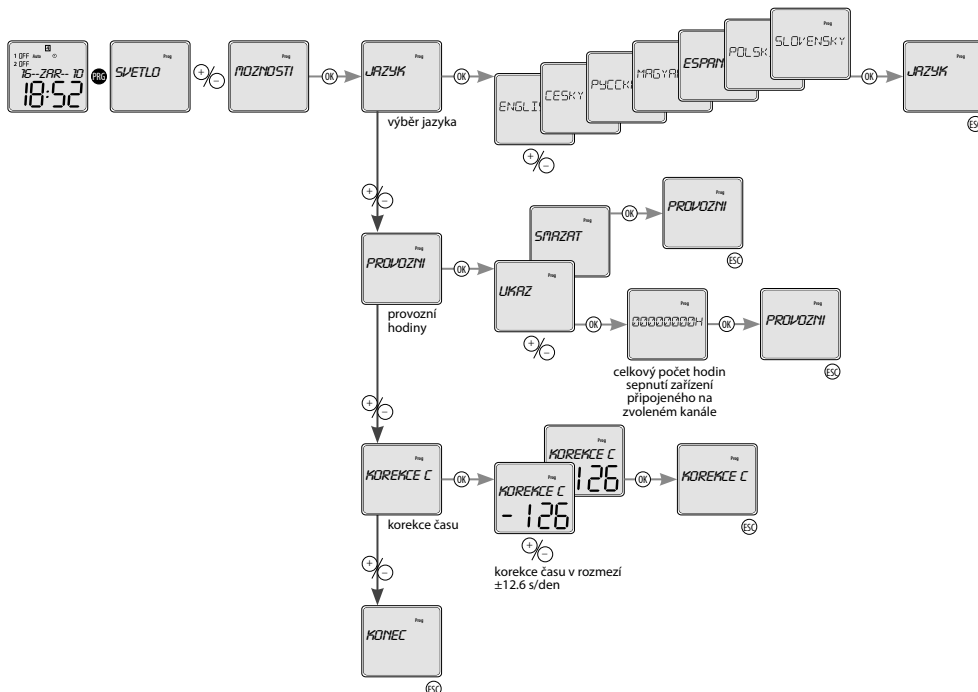 1 OFF Auto
2 OFF
16--ZAR-- 10
18:52
PRG
Prog
SVETLO
+/−
Prog
MOZNOSTI
OK
Prog
JAZYK
výběr jazyka
OK
ENGLIS
CESKY
PYCCKI
MAGYAR
ESPAN
POLSK
Prog
SLOVENSKY
+/−
OK
Prog
JAZYK
ESC
+/−
Prog
PROVOZNI
provozní
hodiny
OK
Prog
SMAZAT
OK
Prog
PROVOZNI
ESC
Prog
UKAZ
+/−
OK
Prog
00000000H
celkový počet hodin
sepnutí zařízení
připojeného na
zvoleném kanále
OK
Prog
PROVOZNI
ESC
+/−
Prog
KOREKCE C
korekce času
OK
Prog
KOREKCE C
126
Prog
KOREKCE C
- 126
+/−
korekce času v rozmezí
±12.6 s/den
OK
Prog
KOREKCE C
ESC
+/−
Prog
KONEC
ESC